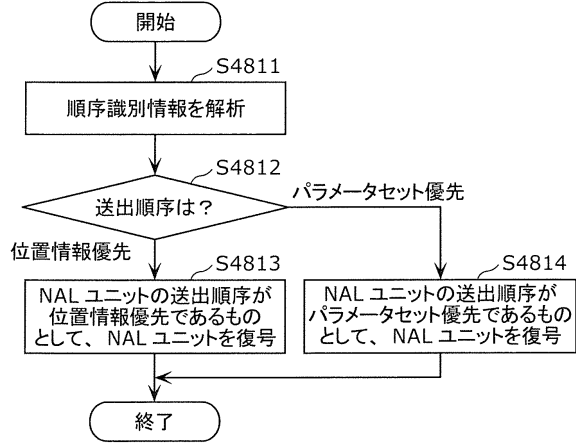 開始
S4811
順序識別情報を解析
S4812
送出順序は？
パラメータセット優先
位置情報優先
S4813
NAL ユニットの送出順序が
位置情報優先であるもの
として、NAL ユニットを復号
S4814
NAL ユニットの送出順序が
パラメータセット優先であるもの
として、NAL ユニットを復号
終了